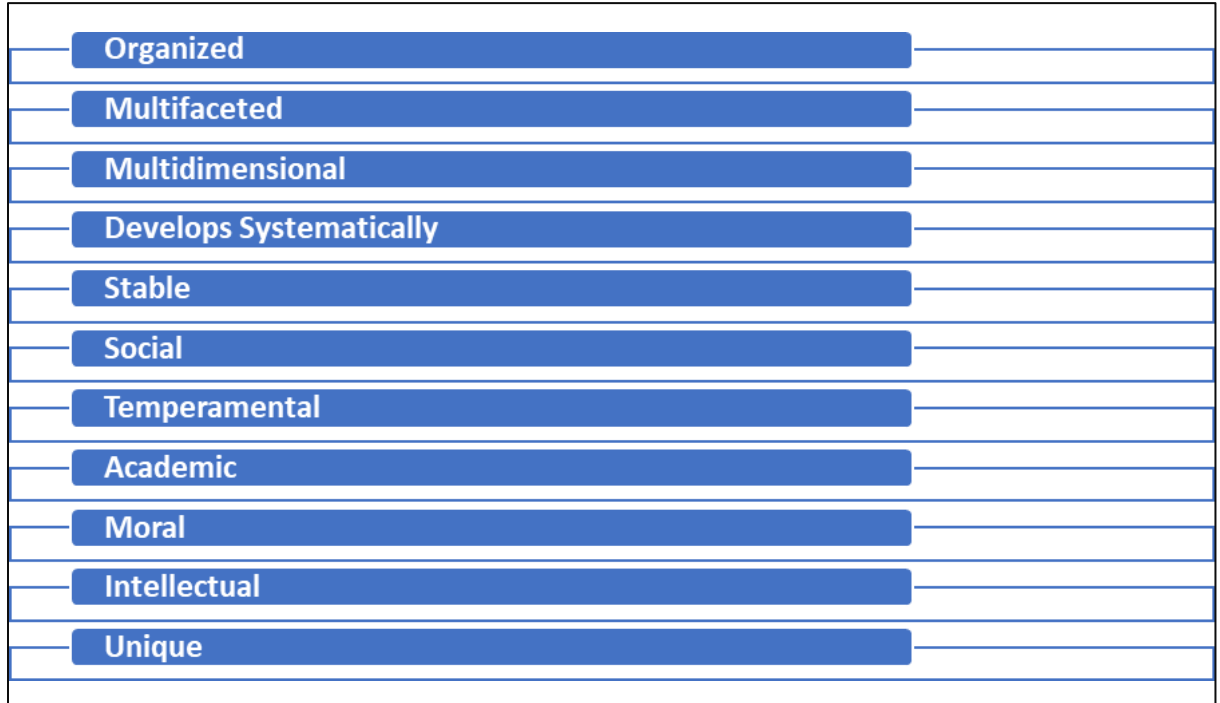 Organized
Multifaceted
Multidimensional
Develops Systematically
Stable
Social
Temperamental
Academic
Moral
Intellectual
Unique